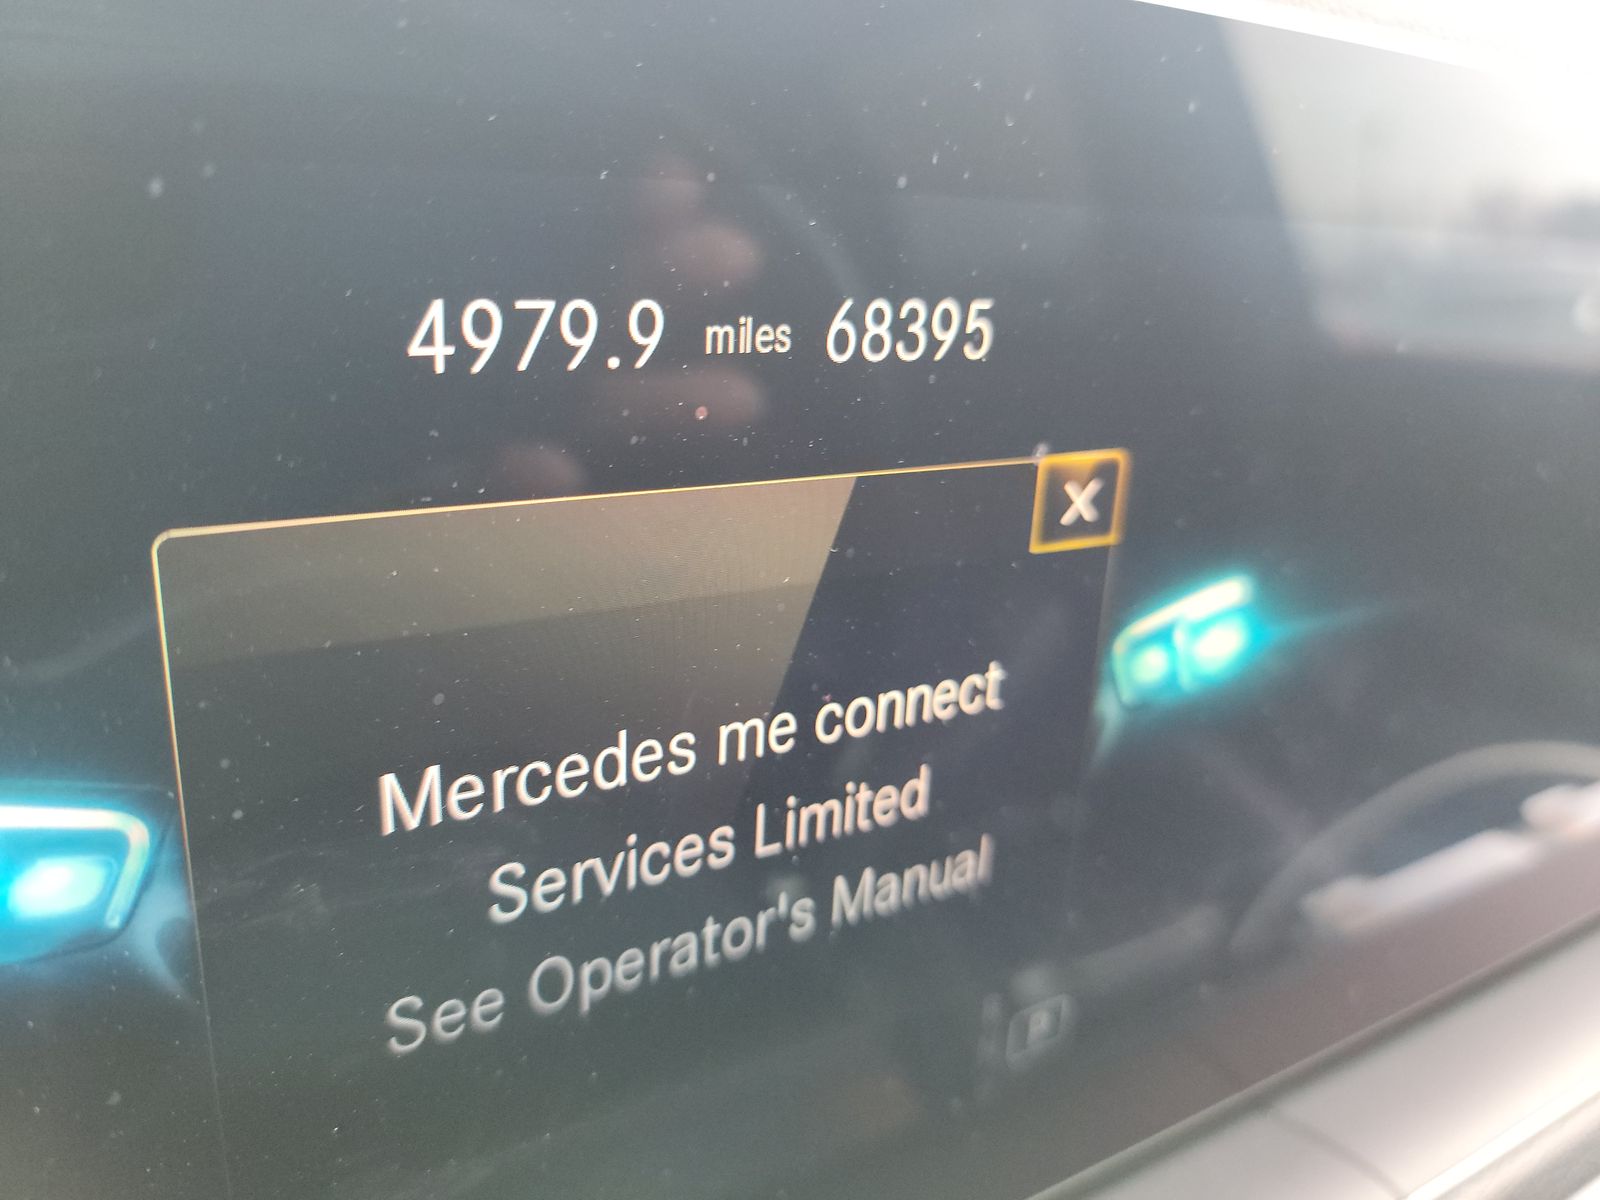 4979.9 miles 68395
X
Mercedes me connect
Services Limited
See Operator's Manual